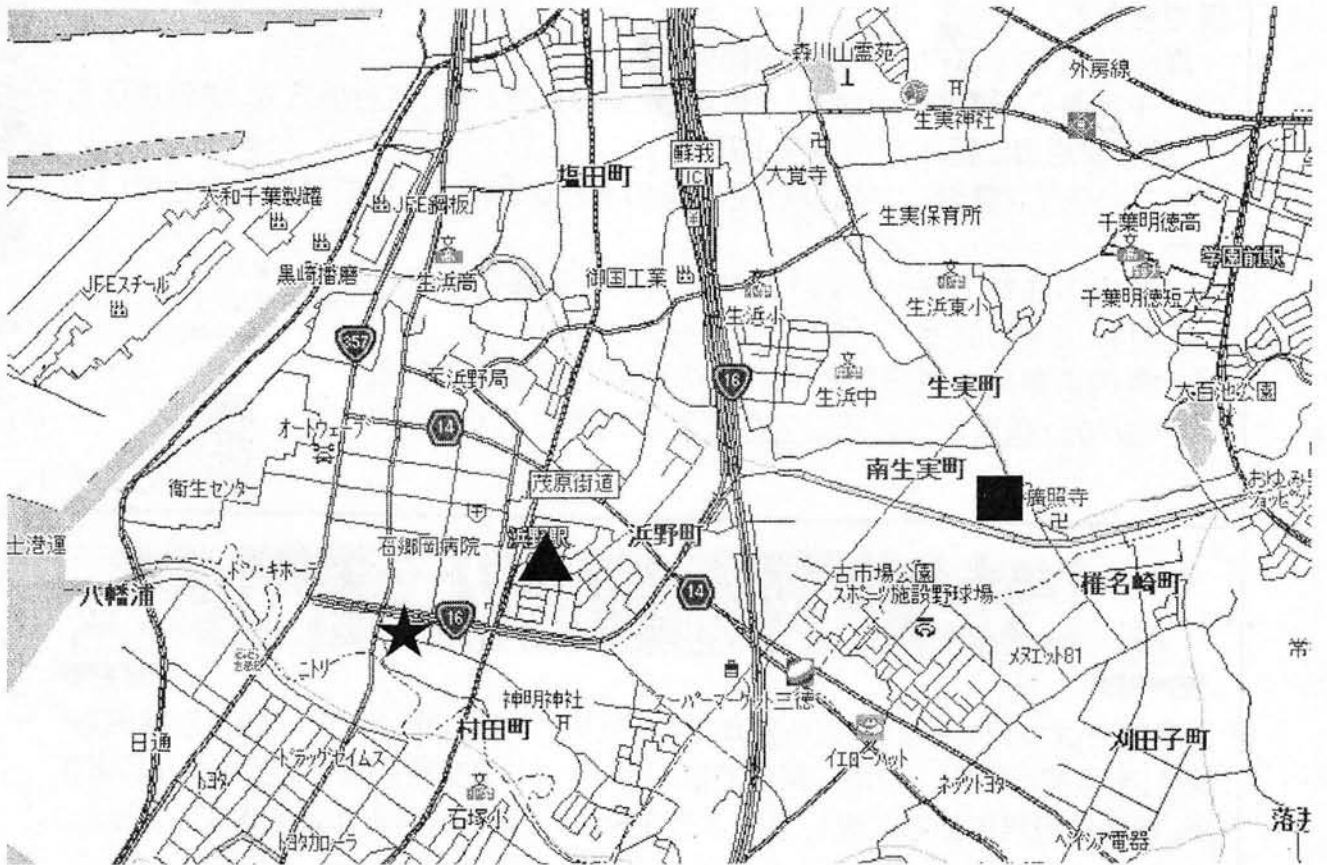 森川山霊苑
外房線
生実神社
蘇我
IC
大覚寺
塩田町
大和千葉製罐
JFE鋼板
生実保育所
千葉明徳高
学園前駅
黒崎播磨
生浜高
御国工業
JFEスチール
生浜小
生浜東小
千葉明徳短大
357
16
浜野局
生浜中
生実町
大百池公園
14
オートウェーブ
南生実町
茂原街道
衛生センター
廣照寺
浜野駅
浜野町
石郷岡病院
ドン・キホーテ
古市場公園
スポーツ施設野球場
椎名崎町
八幡浦
14
16
メヌエット81
常
ニトリ
神明神社
スーパーマーケット三徳
村田町
刈田子町
日通
ドラッグセイムス
イエローハット
トヨタ
ネッツトヨタ
石塚小
落井
トヨタカローラ
ベイシア電器